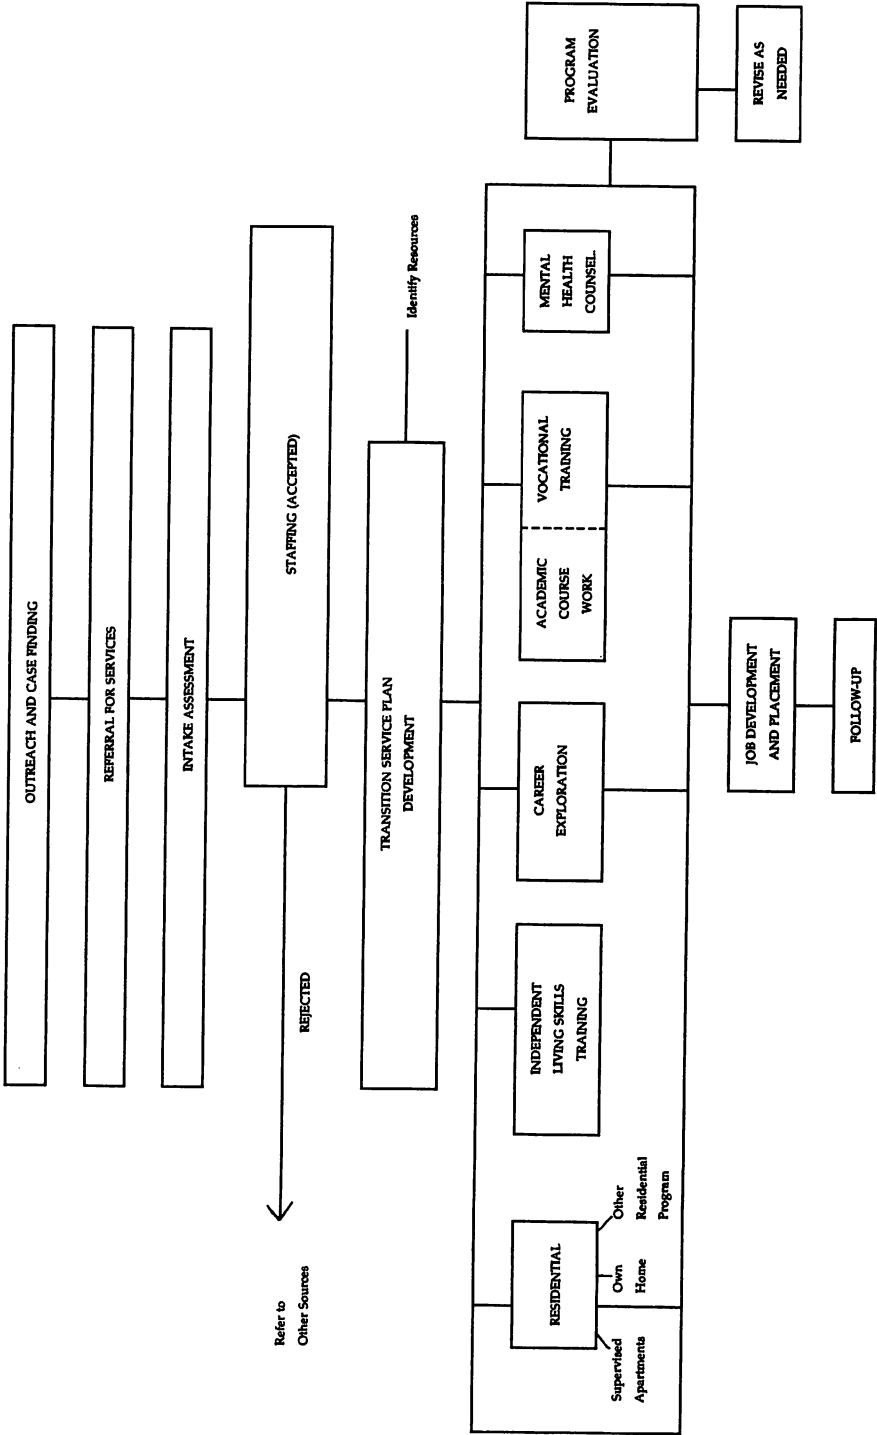 OUTREACH AND CASE FINDING
REFERRAL FOR SERVICES
INTAKE ASSESSMENT
STAFFING (ACCEPTED)
REJECTED
Refer to
Other Sources
TRANSITION SERVICE PLAN
DEVELOPMENT
Identify Resources
RESIDENTIAL
Supervised
Apartments
Own
Home
Other
Residential
Program
INDEPENDENT
LIVING SKILLS
TRAINING
CAREER
EXPLORATION
ACADEMIC
COURSE
WORK
VOCATIONAL
TRAINING
MENTAL
HEALTH
COUNSEL.
PROGRAM
EVALUATION
REVISE AS
NEEDED
JOB DEVELOPMENT
AND PLACEMENT
FOLLOW-UP